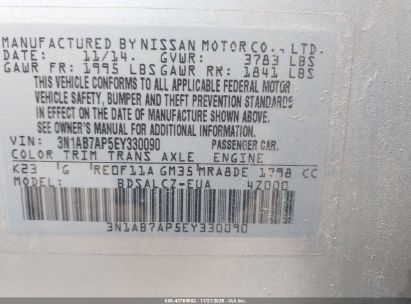 MANUFACTURED BY NISSAN MOTOR CO., LTD.
DATE: 11/14. GVWR: 3783 LBS
GAWR FR: 1995 LBS GAWR RR: 1841 LBS
THIS VEHICLE CONFORMS TO ALL APPLICABLE FEDERAL MOTOR
VEHICLE SAFETY, BUMPER AND THEFT PREVENTION STANDARDS
IN EFFECT ON THE DATE OF MANUFACTURE SHOWN ABOVE.
SEE OWNER'S MANUAL FOR ADDITIONAL INFORMATION.
VIN: 3N1AB7AP5EY330090 PASSENGER CAR.
COLOR TRIM TRANS AXLE ENGINE
K23 G RE0F11A GM35 MRA8DE 1798 CC
MODEL: BDSALCZ-EUA 4Z000
3N1AB7AP5EY330090